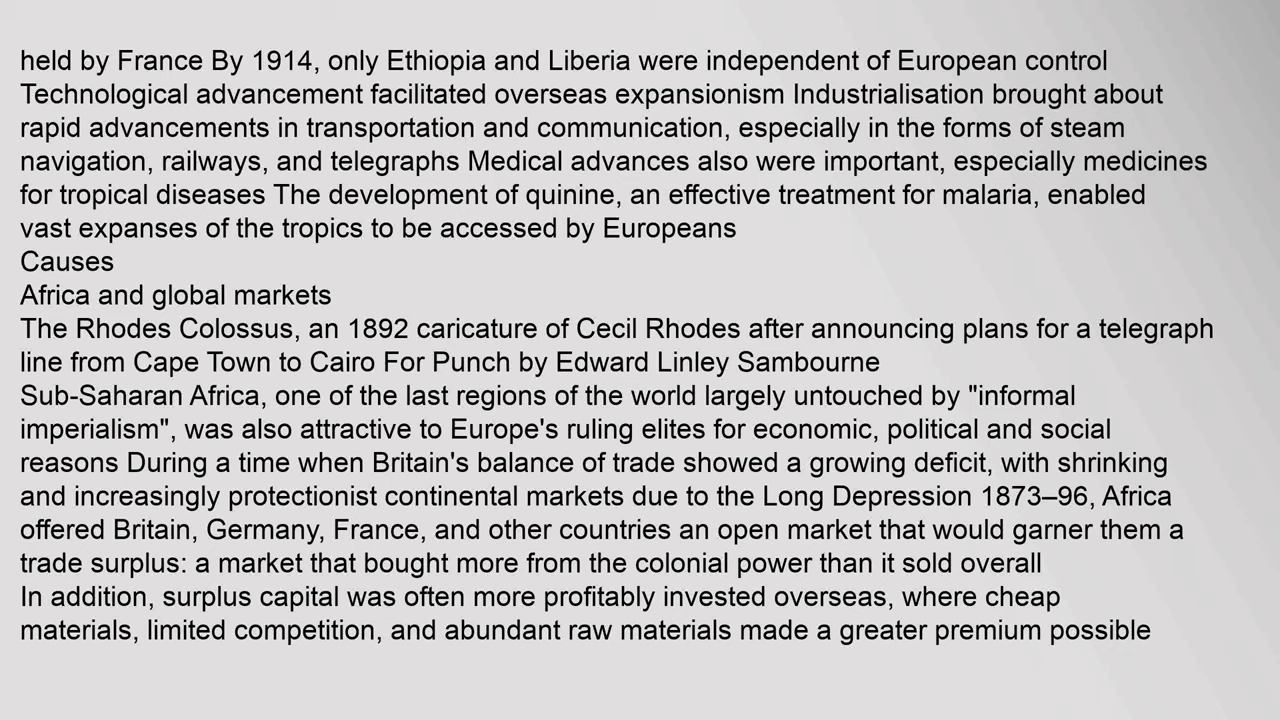 held by France By 1914, only Ethiopia and Liberia were independent of European control
Technological advancement facilitated overseas expansionism Industrialisation brought about
rapid advancements in transportation and communication, especially in the forms of steam
navigation, railways, and telegraphs Medical advances also were important, especially medicines
for tropical diseases The development of quinine, an effective treatment for malaria, enabled
vast expanses of the tropics to be accessed by Europeans
Causes
Africa and global markets
The Rhodes Colossus, an 1892 caricature of Cecil Rhodes after announcing plans for a telegraph
line from Cape Town to Cairo For Punch by Edward Linley Sambourne
Sub-Saharan Africa, one of the last regions of the world largely untouched by "informal
imperialism", was also attractive to Europe's ruling elites for economic, political and social
reasons During a time when Britain's balance of trade showed a growing deficit, with shrinking
and increasingly protectionist continental markets due to the Long Depression 1873–96, Africa
offered Britain, Germany, France, and other countries an open market that would garner them a
trade surplus: a market that bought more from the colonial power than it sold overall
In addition, surplus capital was often more profitably invested overseas, where cheap
materials, limited competition, and abundant raw materials made a greater premium possible